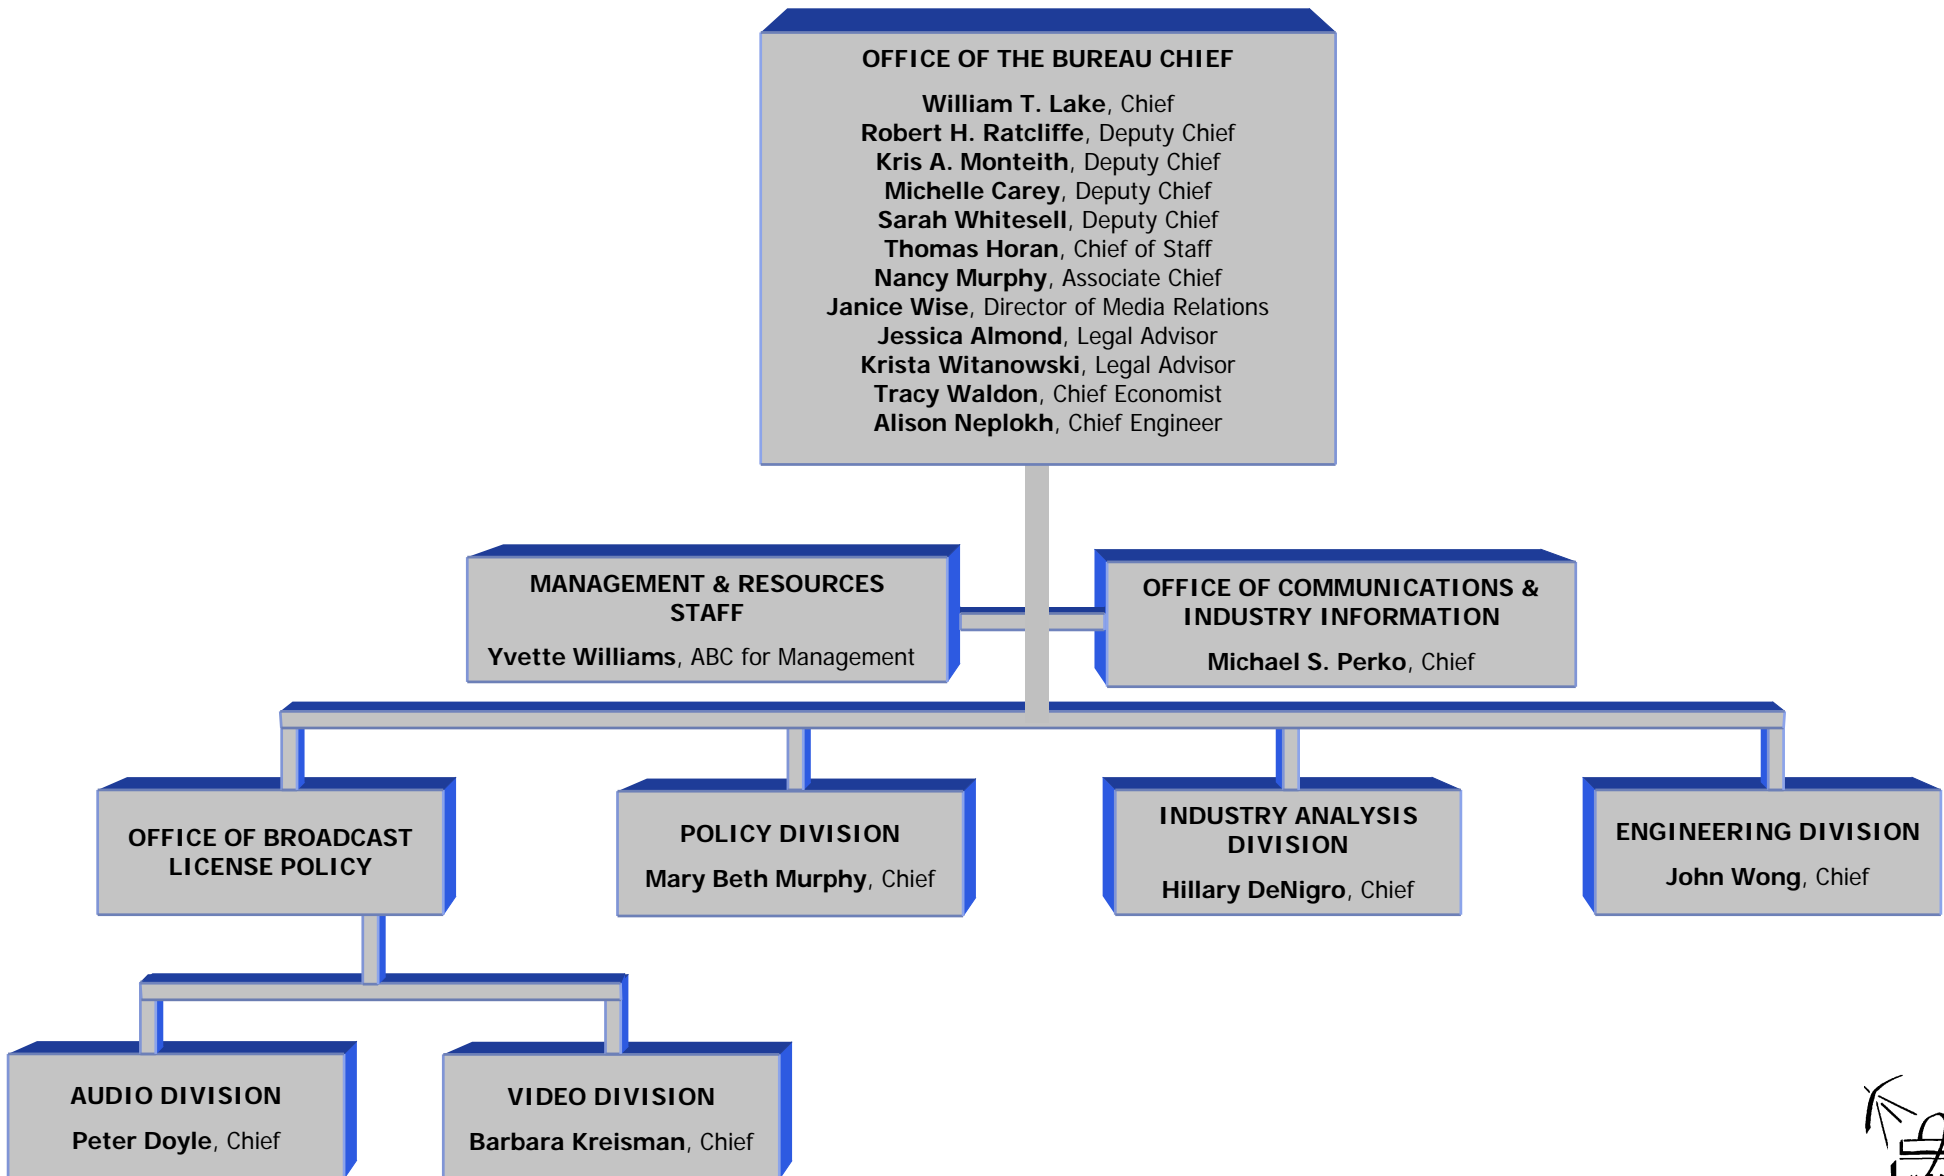 OFFICE OF THE BUREAU CHIEF
William T. Lake, Chief
Robert H. Ratcliffe, Deputy Chief
Kris A. Monteith, Deputy Chief
Michelle Carey, Deputy Chief
Sarah Whitesell, Deputy Chief
Thomas Horan, Chief of Staff
Nancy Murphy, Associate Chief
Janice Wise, Director of Media Relations
Jessica Almond, Legal Advisor
Krista Witanowski, Legal Advisor
Tracy Waldon, Chief Economist
Alison Neplokh, Chief Engineer
MANAGEMENT & RESOURCES
STAFF
Yvette Williams, ABC for Management
OFFICE OF COMMUNICATIONS &
INDUSTRY INFORMATION
Michael S. Perko, Chief
OFFICE OF BROADCAST
LICENSE POLICY
POLICY DIVISION
Mary Beth Murphy, Chief
INDUSTRY ANALYSIS
DIVISION
Hillary DeNigro, Chief
ENGINEERING DIVISION
John Wong, Chief
AUDIO DIVISION
Peter Doyle, Chief
VIDEO DIVISION
Barbara Kreisman, Chief